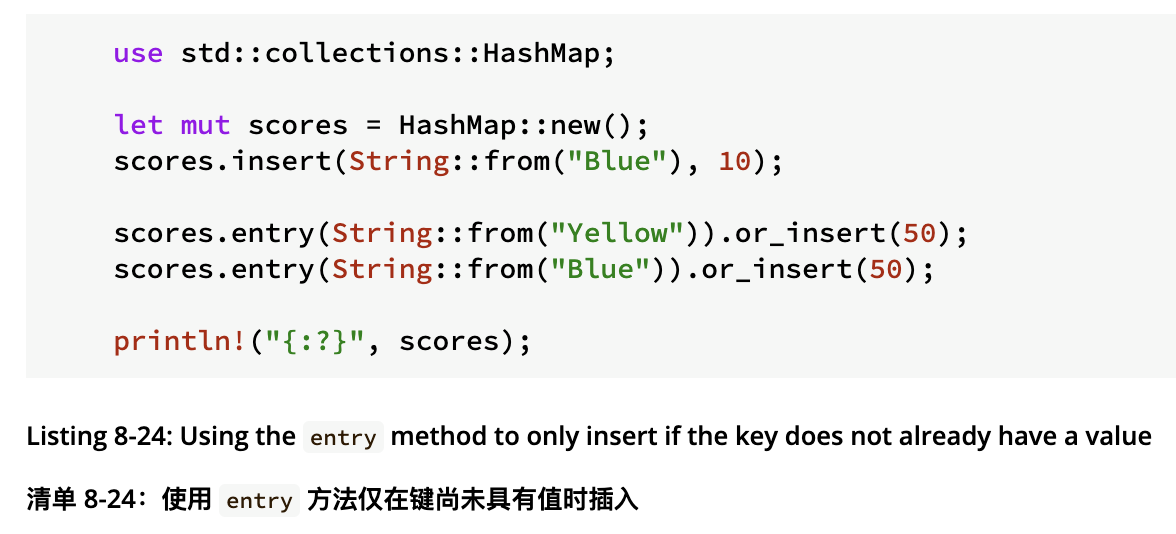 use std::collections::HashMap;
let mut scores = HashMap::new();
scores.insert(String::from("Blue"), 10);
scores.entry(String::from("Yellow")).or_insert(50);
scores.entry(String::from("Blue")).or_insert(50);
println!("{:?}", scores);
Listing 8-24: Using the entry method to only insert if the key does not already have a value
清单 8-24：使用 entry 方法仅在键尚未具有值时插入